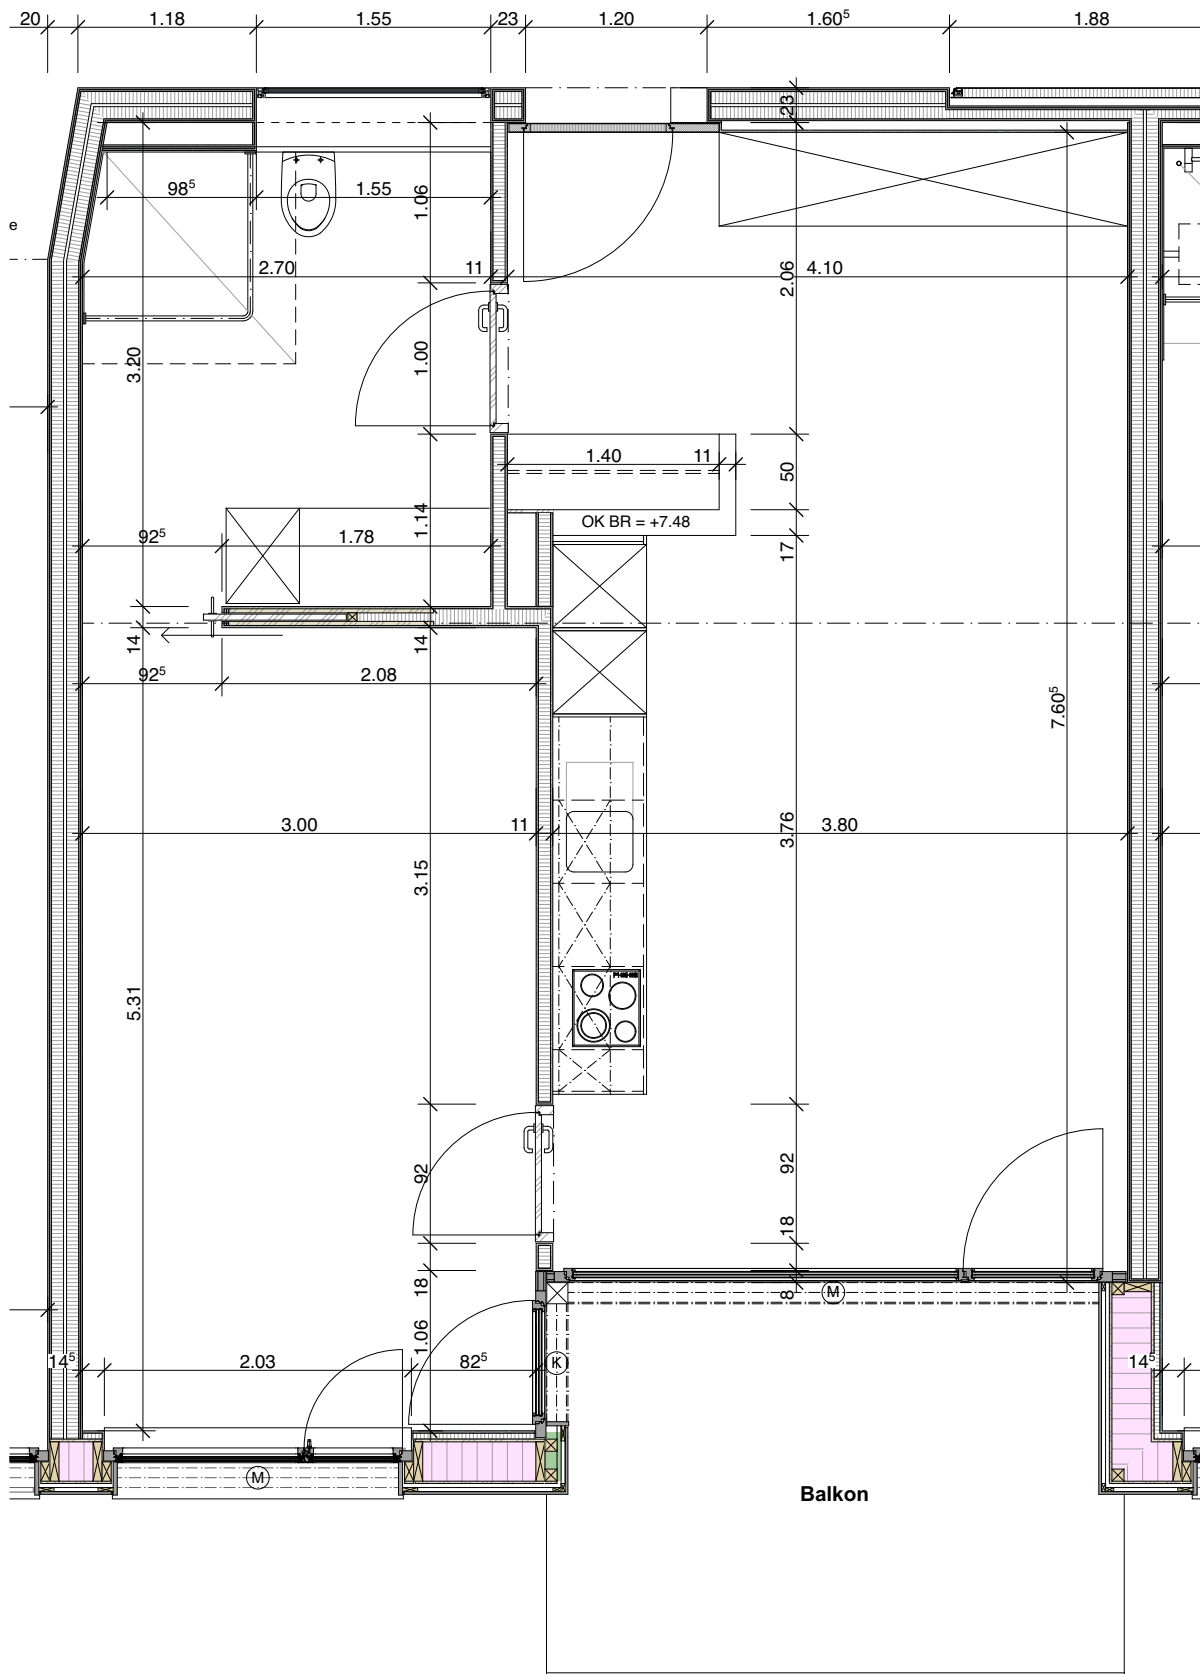 20 1.18 1.55 23 1.20 1.60⁵ 1.88
23
98⁵ 1.55 1.06
e
2.70 11 2.06 4.10
3.20 1.00
1.40 11 50
OK BR = +7.48
92⁵ 1.78 1.14 17
14 14
92⁵ 2.08
7.60⁵
3.00 11 3.76 3.80
3.15
5.31
92 92
18
18 8 M
1.06
14⁵ 2.03 82⁵ K 14⁵
M
Balkon